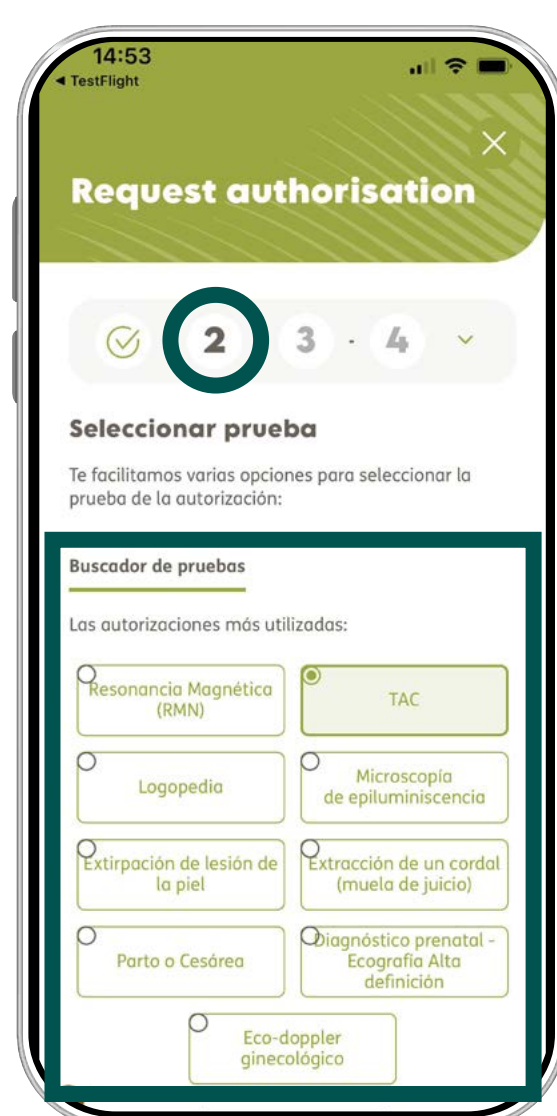 14:53
◀ TestFlight
Request authorisation
2 3 · 4
Seleccionar prueba
Te facilitamos varias opciones para seleccionar la
prueba de la autorización:
Buscador de pruebas
Las autorizaciones más utilizadas:
Resonancia Magnética
(RMN)
TAC
Logopedia
Microscopía
de epiluminiscencia
Extirpación de lesión de
la piel
Extracción de un cordal
(muela de juicio)
Parto o Cesárea
Diagnóstico prenatal -
Ecografía Alta
definición
Eco-doppler
ginecológico